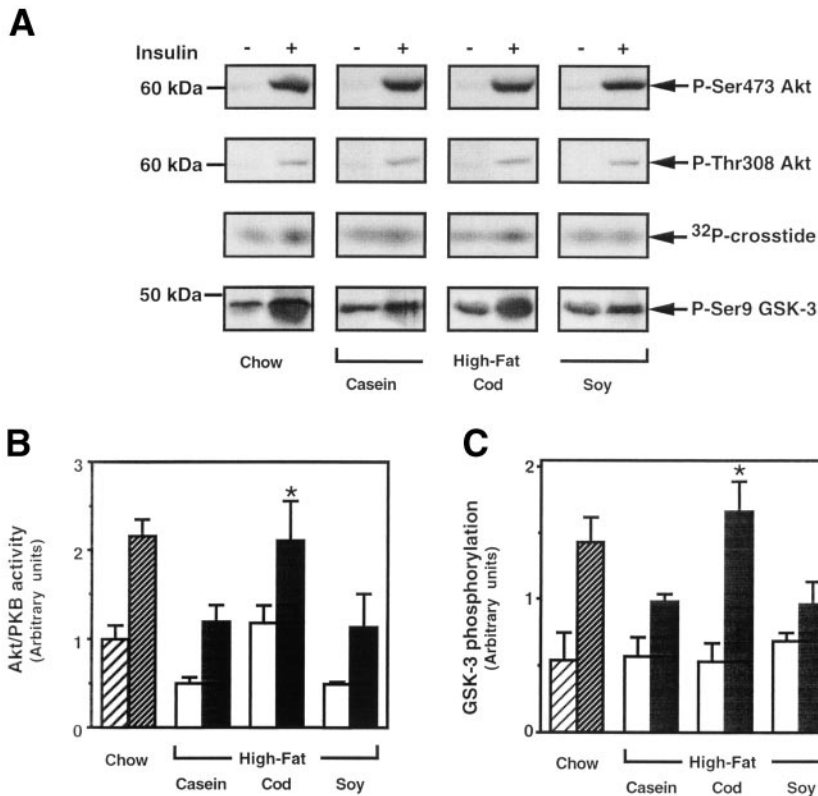 A
Insulin - + - + - + - +
60 kDa P-Ser473 Akt
60 kDa P-Thr308 Akt
32P-crosstide
50 kDa P-Ser9 GSK-3
Chow High-Fat
Casein Cod Soy
B
Akt/PKB activity
(Arbitrary units)
3
2
1
0
*
Chow High-Fat
Casein Cod Soy
C
GSK-3 phosphorylation
(Arbitrary units)
2
1
0
*
Chow High-Fat
Casein Cod Soy